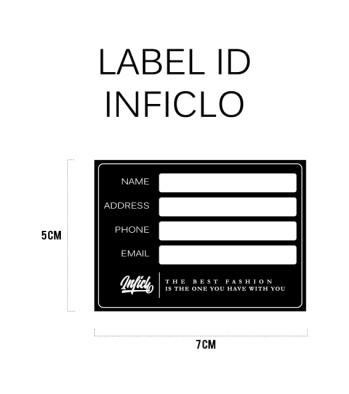 LABEL ID
INFICLO
NAME
ADDRESS
5CM
PHONE
EMAIL
Inficlo
THE BEST FASHION
IS THE ONE YOU HAVE WITH YOU
7CM